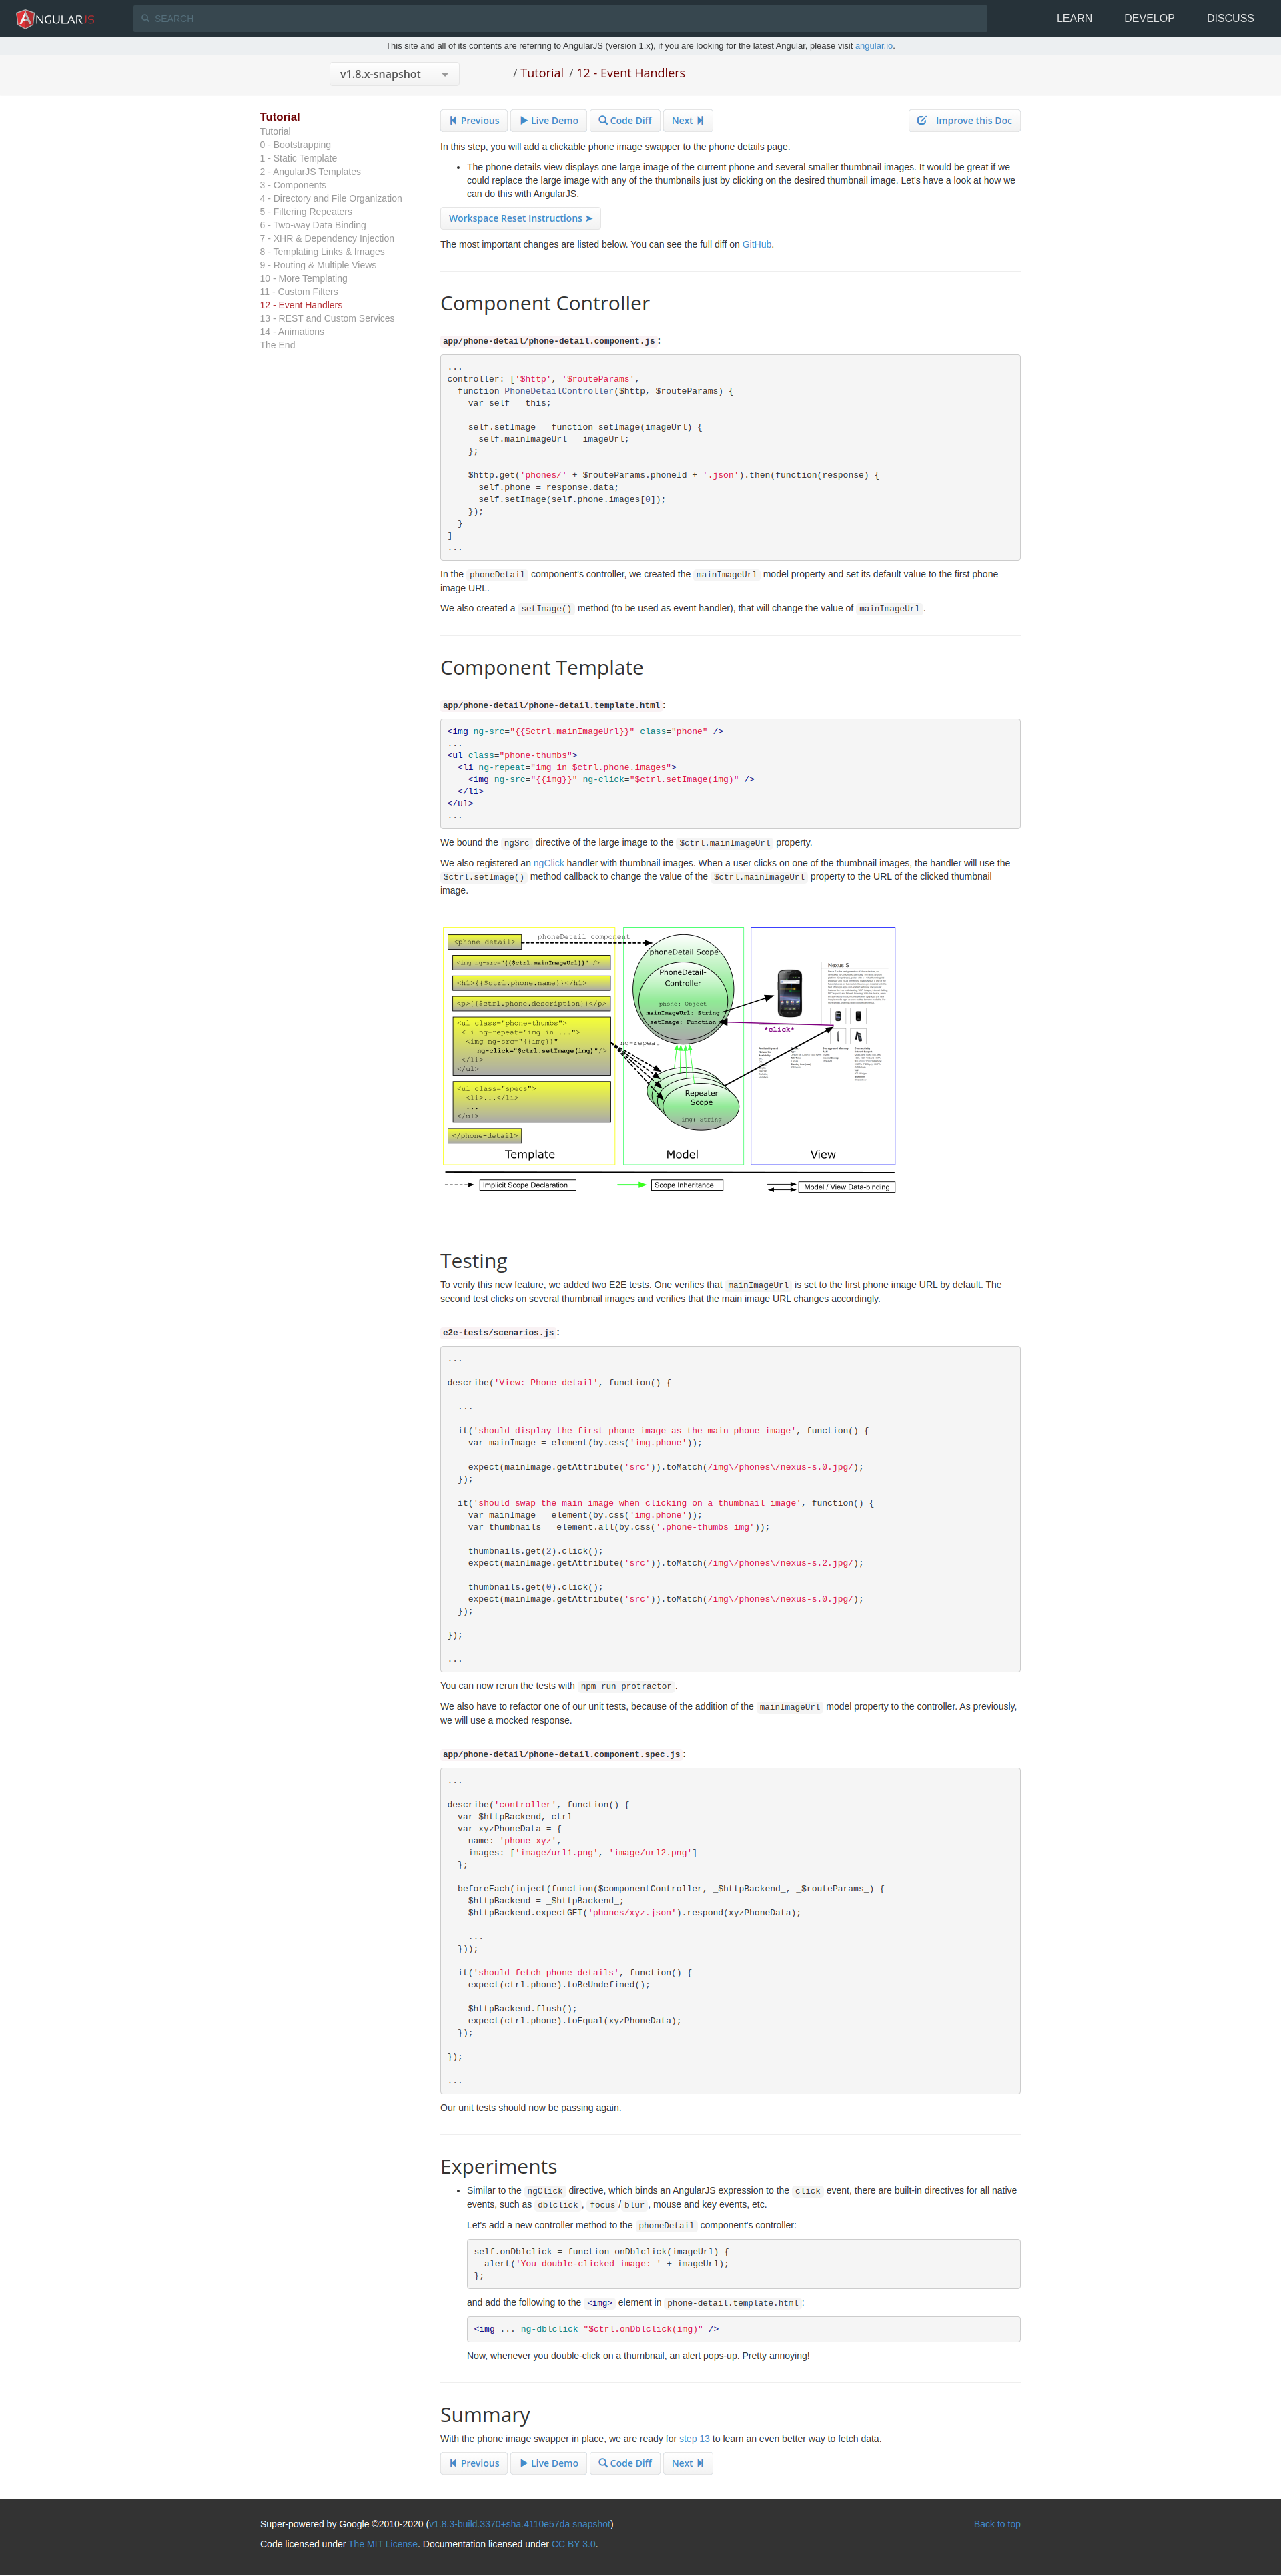 ANGULARJS
SEARCH
LEARN
DEVELOP
DISCUSS
This site and all of its contents are referring to AngularJS (version 1.x), if you are looking for the latest Angular, please visit angular.io.
v1.8.x-snapshot
/ Tutorial / 12 - Event Handlers
Tutorial
Tutorial
0 - Bootstrapping
1 - Static Template
2 - AngularJS Templates
3 - Components
4 - Directory and File Organization
5 - Filtering Repeaters
6 - Two-way Data Binding
7 - XHR & Dependency Injection
8 - Templating Links & Images
9 - Routing & Multiple Views
10 - More Templating
11 - Custom Filters
12 - Event Handlers
13 - REST and Custom Services
14 - Animations
The End
Previous
Live Demo
Code Diff
Next
Improve this Doc
In this step, you will add a clickable phone image swapper to the phone details page.
• The phone details view displays one large image of the current phone and several smaller thumbnail images. It would be great if we
could replace the large image with any of the thumbnails just by clicking on the desired thumbnail image. Let's have a look at how we
can do this with AngularJS.
Workspace Reset Instructions ➤
The most important changes are listed below. You can see the full diff on GitHub.
Component Controller
app/phone-detail/phone-detail.component.js:
...
controller: ['$http', '$routeParams',
  function PhoneDetailController($http, $routeParams) {
    var self = this;
    self.setImage = function setImage(imageUrl) {
      self.mainImageUrl = imageUrl;
    };
    $http.get('phones/' + $routeParams.phoneId + '.json').then(function(response) {
      self.phone = response.data;
      self.setImage(self.phone.images[0]);
    });
  }
]
...
In the phoneDetail component's controller, we created the mainImageUrl model property and set its default value to the first phone
image URL.
We also created a setImage() method (to be used as event handler), that will change the value of mainImageUrl.
Component Template
app/phone-detail/phone-detail.template.html:
<img ng-src="{{$ctrl.mainImageUrl}}" class="phone" />
...
<ul class="phone-thumbs">
  <li ng-repeat="img in $ctrl.phone.images">
    <img ng-src="{{img}}" ng-click="$ctrl.setImage(img)" />
  </li>
</ul>
...
We bound the ngSrc directive of the large image to the $ctrl.mainImageUrl property.
We also registered an ngClick handler with thumbnail images. When a user clicks on one of the thumbnail images, the handler will use the
$ctrl.setImage() method callback to change the value of the $ctrl.mainImageUrl property to the URL of the clicked thumbnail
image.
<phone-detail>
phoneDetail component
<img ng-src="{{$ctrl.mainImageUrl}}" />
<h1>{{$ctrl.phone.name}}</h1>
<p>{{$ctrl.phone.description}}</p>
<ul class="phone-thumbs">
<li ng-repeat="img in ...">
<img ng-src="{{img}}"
ng-click="$ctrl.setImage(img)"/>
</li>
</ul>
<ul class="specs">
<li>...</li>
...
</ul>
</phone-detail>
Template
ng-repeat
phoneDetail Scope
PhoneDetail-
Controller
phone: Object
mainImageUrl: String
setImage: Function
Repeater
Scope
img: String
Model
Nexus S
*click*
View
Implicit Scope Declaration
Scope Inheritance
Model / View Data-binding
Testing
To verify this new feature, we added two E2E tests. One verifies that mainImageUrl is set to the first phone image URL by default. The
second test clicks on several thumbnail images and verifies that the main image URL changes accordingly.
e2e-tests/scenarios.js:
...
describe('View: Phone detail', function() {
  ...
  it('should display the first phone image as the main phone image', function() {
    var mainImage = element(by.css('img.phone'));
    expect(mainImage.getAttribute('src')).toMatch(/img\/phones\/nexus-s.0.jpg/);
  });
  it('should swap the main image when clicking on a thumbnail image', function() {
    var mainImage = element(by.css('img.phone'));
    var thumbnails = element.all(by.css('.phone-thumbs img'));
    thumbnails.get(2).click();
    expect(mainImage.getAttribute('src')).toMatch(/img\/phones\/nexus-s.2.jpg/);
    thumbnails.get(0).click();
    expect(mainImage.getAttribute('src')).toMatch(/img\/phones\/nexus-s.0.jpg/);
  });
});
...
You can now rerun the tests with npm run protractor.
We also have to refactor one of our unit tests, because of the addition of the mainImageUrl model property to the controller. As previously,
we will use a mocked response.
app/phone-detail/phone-detail.component.spec.js:
...
describe('controller', function() {
  var $httpBackend, ctrl
  var xyzPhoneData = {
    name: 'phone xyz',
    images: ['image/url1.png', 'image/url2.png']
  };
  beforeEach(inject(function($componentController, _$httpBackend_, _$routeParams_) {
    $httpBackend = _$httpBackend_;
    $httpBackend.expectGET('phones/xyz.json').respond(xyzPhoneData);
    ...
  }));
  it('should fetch phone details', function() {
    expect(ctrl.phone).toBeUndefined();
    $httpBackend.flush();
    expect(ctrl.phone).toEqual(xyzPhoneData);
  });
});
...
Our unit tests should now be passing again.
Experiments
• Similar to the ngClick directive, which binds an AngularJS expression to the click event, there are built-in directives for all native
events, such as dblclick, focus/blur, mouse and key events, etc.
Let's add a new controller method to the phoneDetail component's controller:
self.onDblclick = function onDblclick(imageUrl) {
  alert('You double-clicked image: ' + imageUrl);
};
and add the following to the <img> element in phone-detail.template.html:
<img ... ng-dblclick="$ctrl.onDblclick(img)" />
Now, whenever you double-click on a thumbnail, an alert pops-up. Pretty annoying!
Summary
With the phone image swapper in place, we are ready for step 13 to learn an even better way to fetch data.
Previous
Live Demo
Code Diff
Next
Super-powered by Google ©2010-2020 (v1.8.3-build.3370+sha.4110e57da snapshot)
Back to top
Code licensed under The MIT License. Documentation licensed under CC BY 3.0.